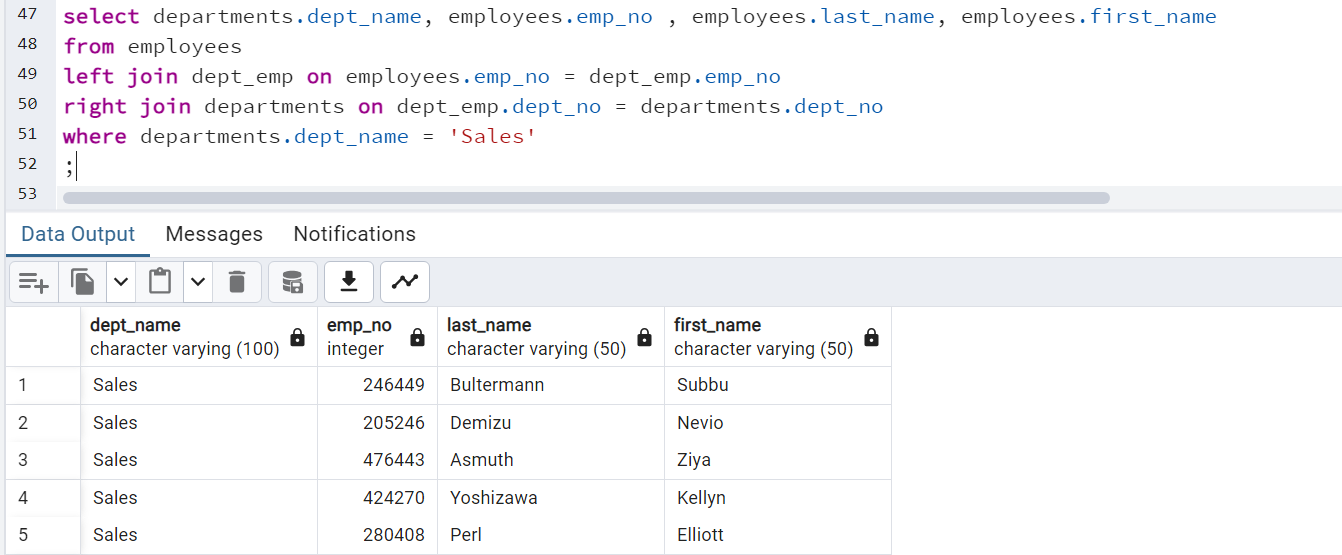 47 select departments.dept_name, employees.emp_no , employees.last_name, employees.first_name
48 from employees
49 left join dept_emp on employees.emp_no = dept_emp.emp_no
50 right join departments on dept_emp.dept_no = departments.dept_no
51 where departments.dept_name = 'Sales'
52 ;
53
Data Output Messages Notifications
dept_name emp_no last_name first_name
character varying (100) integer character varying (50) character varying (50)
1 Sales 246449 Bultermann Subbu
2 Sales 205246 Demizu Nevio
3 Sales 476443 Asmuth Ziya
4 Sales 424270 Yoshizawa Kellyn
5 Sales 280408 Perl Elliott